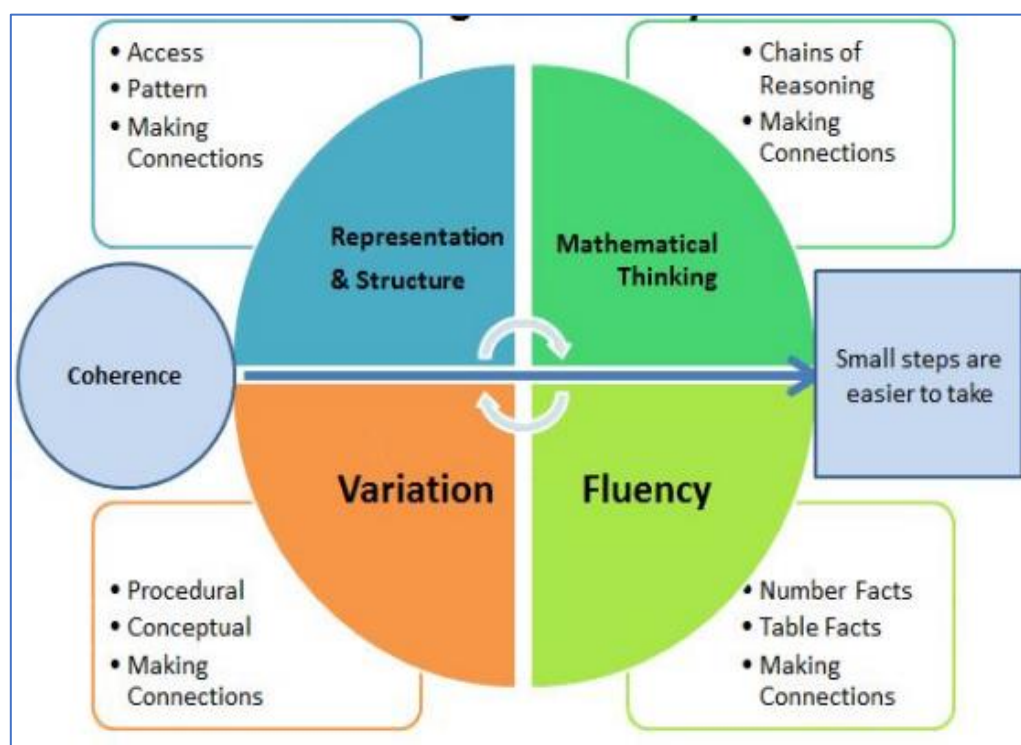 • Access
• Pattern
• Making
Connections
• Chains of
Reasoning
• Making
Connections
Representation
& Structure
Mathematical
Thinking
Coherence
Small steps are
easier to take
Variation
Fluency
• Procedural
• Conceptual
• Making
Connections
• Number Facts
• Table Facts
• Making
Connections